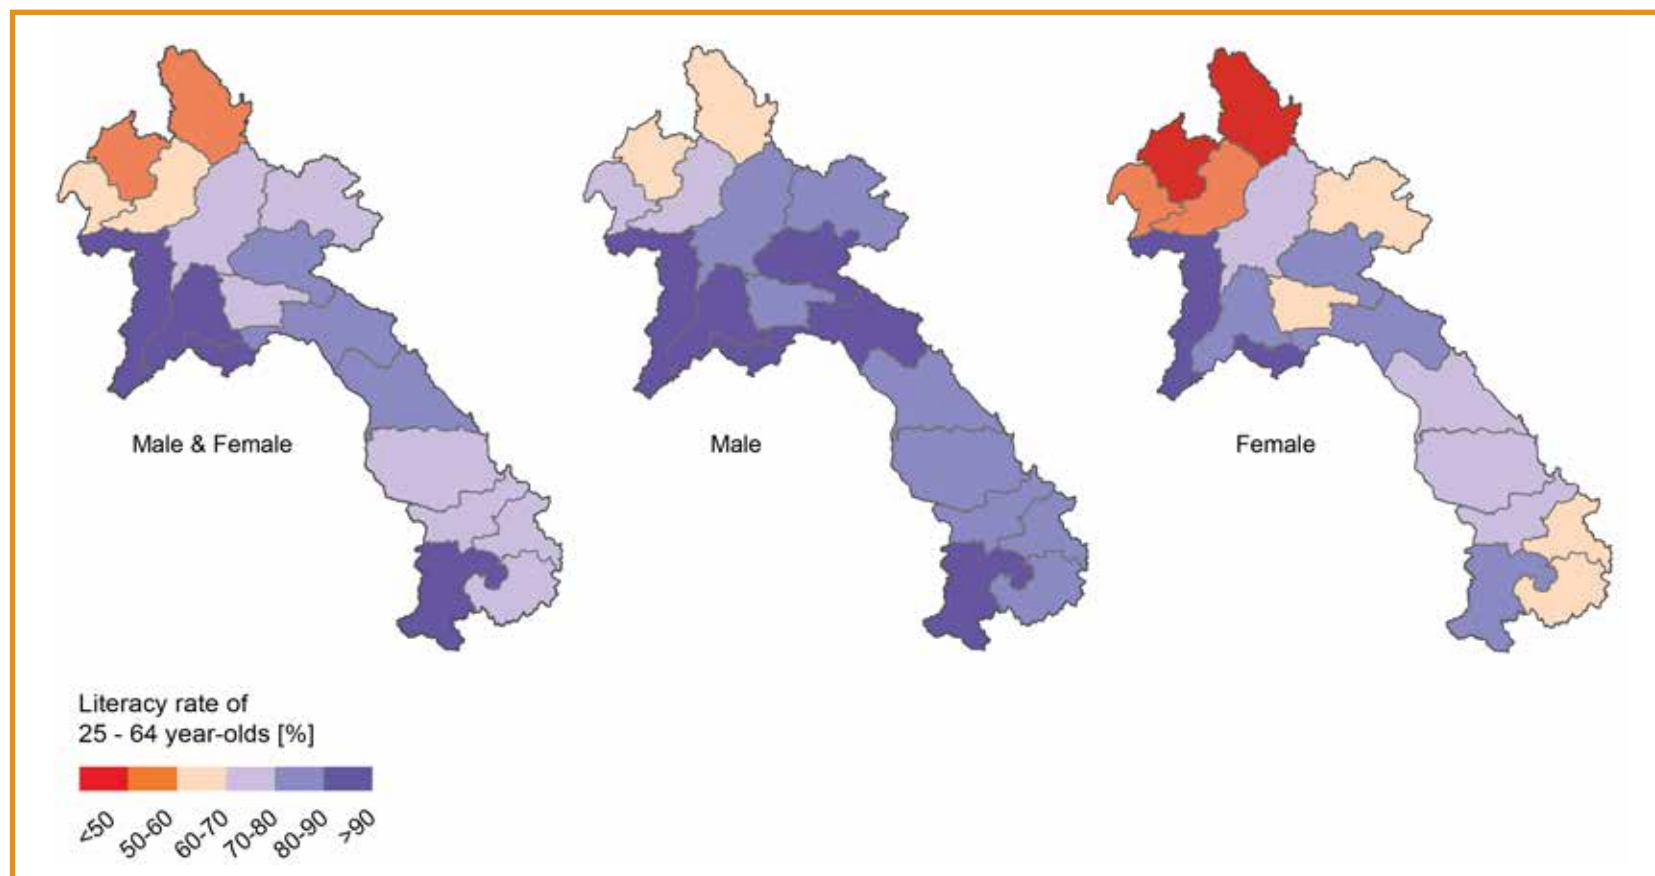 Male & Female
Male
Female
Literacy rate of
25 - 64 year-olds [%]
<50
50-60
60-70
70-80
80-90
>90